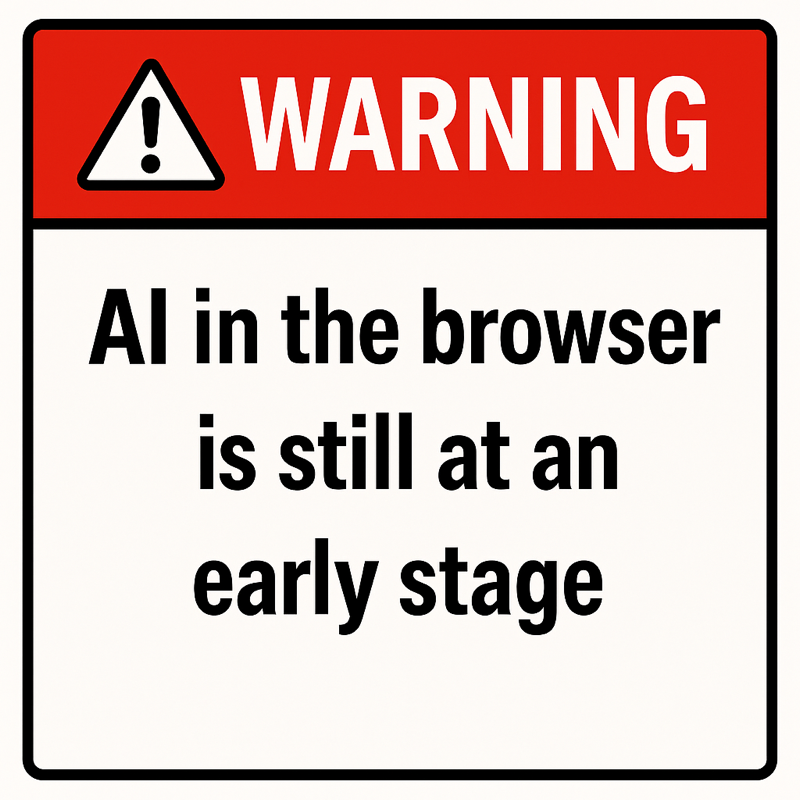 WARNING
AI in the browser
is still at an
early stage